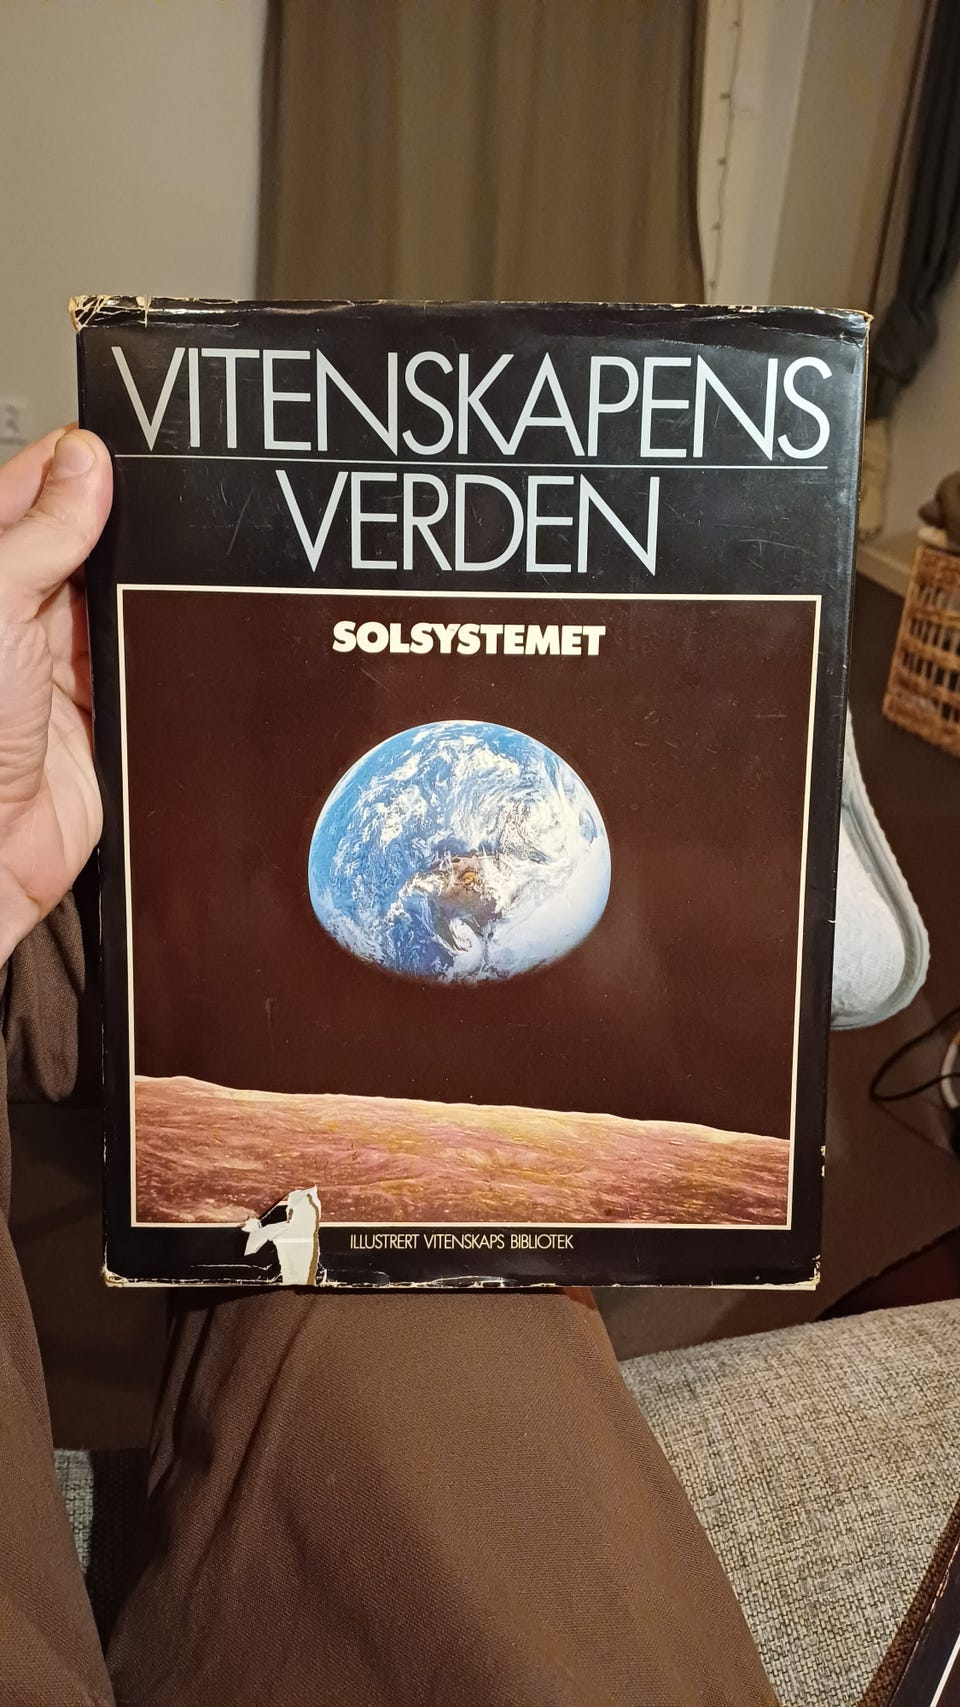 VITENSKAPENS
VERDEN
SOLSYSTEMET
ILLUSTRERT VITENSKAPS BIBLIOTEK